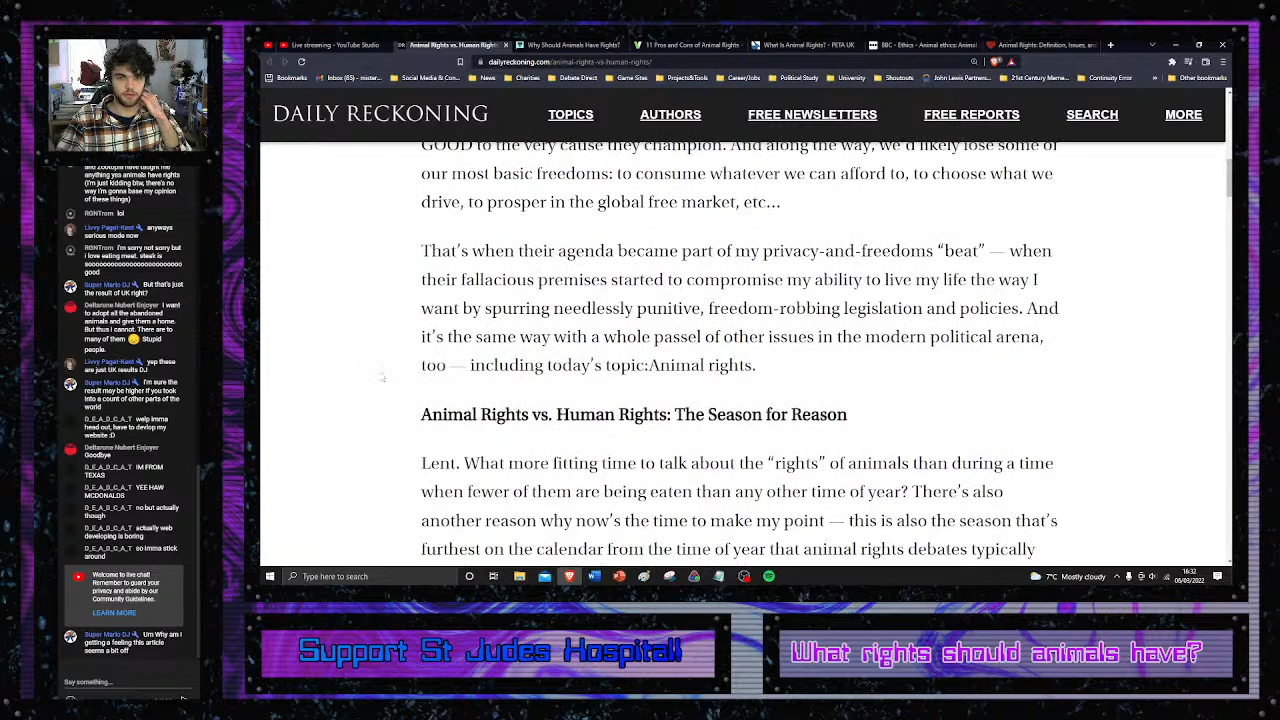 Live streaming - YouTube Studio
Animal Rights vs. Human Rights:
Why Should Animals Have Rights?
11 Pros and Cons of Animal Rights
What Is Animal Rights? - PETA UK
BBC - Ethics - Animal ethics: Animal
Animal Rights: Definition, Issues, an
dailyreckoning.com/animal-rights-vs-human-rights/
Bookmarks
Social Media & Co
News
Charities
Debate
Game Sites
Political/Scientific
University
Chaotix
Lewis Partners
21st Century Meme...
Continuity Error
Other Bookmarks
DAILY RECKONING
TOPICS
AUTHORS
FREE NEWSLETTERS
FREE REPORTS
SEARCH
MORE
GOOD to the very cause they champion. And along the way, we'd likely lose some of
our most basic freedoms: to consume whatever we can afford to, to choose what we
drive, to prosper in the global free market, etc…
That's when their agenda became part of my privacy-and-freedoms "beat" — when
their fallacious premises started to compromise my ability to live my life the way I
want by spurring needlessly punitive, freedom-robbing legislation and policies. And
it's the same way with a whole passel of other issues in the modern political arena,
too — including today's topic:Animal rights.
Animal Rights vs. Human Rights: The Season for Reason
Lent. What more fitting time to talk about the "rights" of animals than during a time
when fewer of them are being eaten than any other time of year? There's also
another reason why now's the time to make my point — this is also the season that's
furthest on the calendar from the time of year that animal rights debates typically
and Zootopia have taught me
anything yes animals have rights
(I'm just kidding btw, there's no
way I'm gonna base my opinion
of these things)
RGNTrom lol
Livvy Paget-Kent anyways
serious mode now
RGNTrom i'm sorry not sorry but
i love eating meat. steak is
good
Super Mario DJ But that's just
the result of UK right?
Deltarune Nubert Enjoyer I want
to adopt all the abandoned
animals and give them a home.
But thus I cannot. There are to
many of them Stupid
people.
Livvy Paget-Kent yep these
are just UK results DJ
Super Mario DJ I'm sure the
result may be higher if you took
into a count of other parts of the
world
D_E_A_D_C_A_T welp imma
head out, have to devlop my
website :D
Deltarune Nubert Enjoyer
Goodbye
D_E_A_D_C_A_T IM FROM
TEXAS
D_E_A_D_C_A_T YEE HAW
MCDONALDS
D_E_A_D_C_A_T no but actually
though
D_E_A_D_C_A_T actually web
developing is boring
D_E_A_D_C_A_T so imma stick
around
Welcome to live chat!
Remember to guard your
privacy and abide by our
Community Guidelines.
LEARN MORE
Super Mario DJ Um Why am I
getting a feeling this article
seems a bit off
Say something...
Type here to search
7°C Mostly cloudy
16:32
06/03/2022
Support St Judes Hospital!
What rights should animals have?